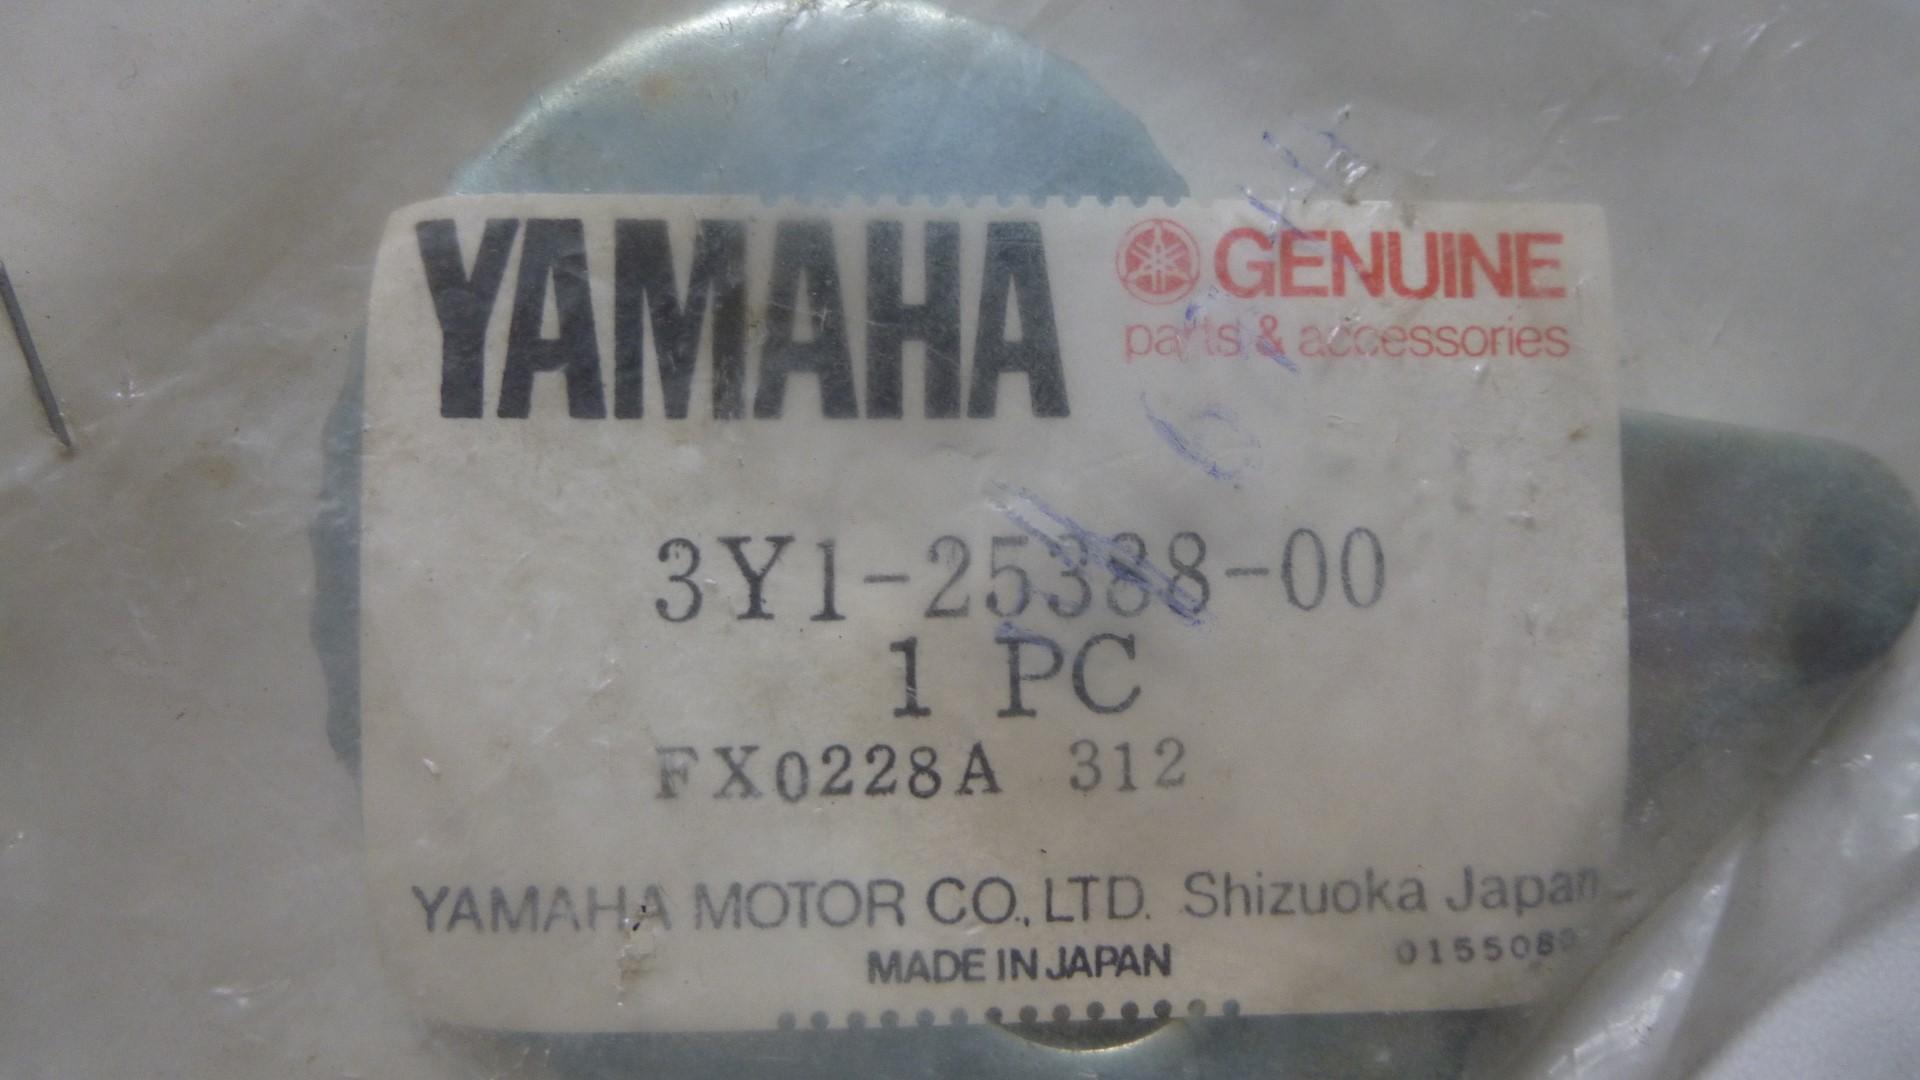 YAMAHA
GENUINE
parts & accessories
3Y1-25388-00
1 PC
FX0228A 312
YAMAHA MOTOR CO., LTD. Shizuoka Japan
MADE IN JAPAN